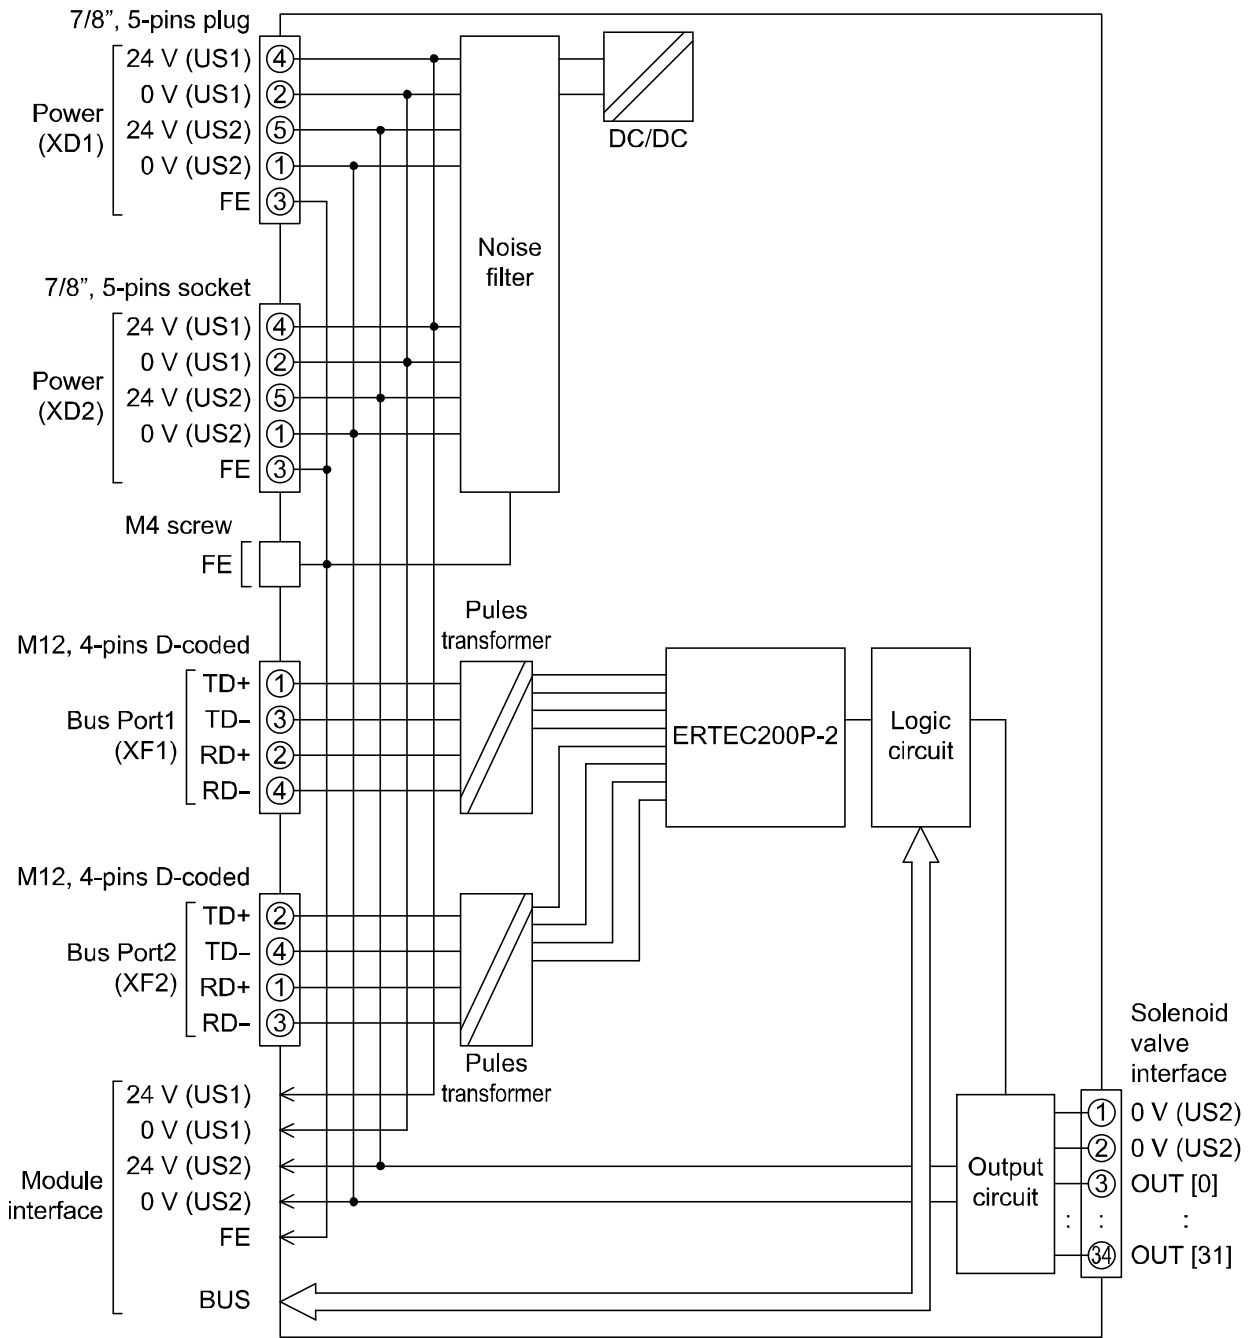 7/8”, 5-pins plug
Power
(XD1)
24 V (US1) 4
0 V (US1) 2
24 V (US2) 5
0 V (US2) 1
FE 3
Noise
filter
DC/DC
7/8”, 5-pins socket
Power
(XD2)
24 V (US1) 4
0 V (US1) 2
24 V (US2) 5
0 V (US2) 1
FE 3
M4 screw
FE
M12, 4-pins D-coded
Bus Port1
(XF1)
TD+ 1
TD– 3
RD+ 2
RD– 4
Pules
transformer
ERTEC200P-2
Logic
circuit
M12, 4-pins D-coded
Bus Port2
(XF2)
TD+ 2
TD– 4
RD+ 1
RD– 3
Pules
transformer
Module
interface
24 V (US1)
0 V (US1)
24 V (US2)
0 V (US2)
FE
BUS
Output
circuit
Solenoid
valve
interface
1 0 V (US2)
2 0 V (US2)
3 OUT [0]
: : :
34 OUT [31]